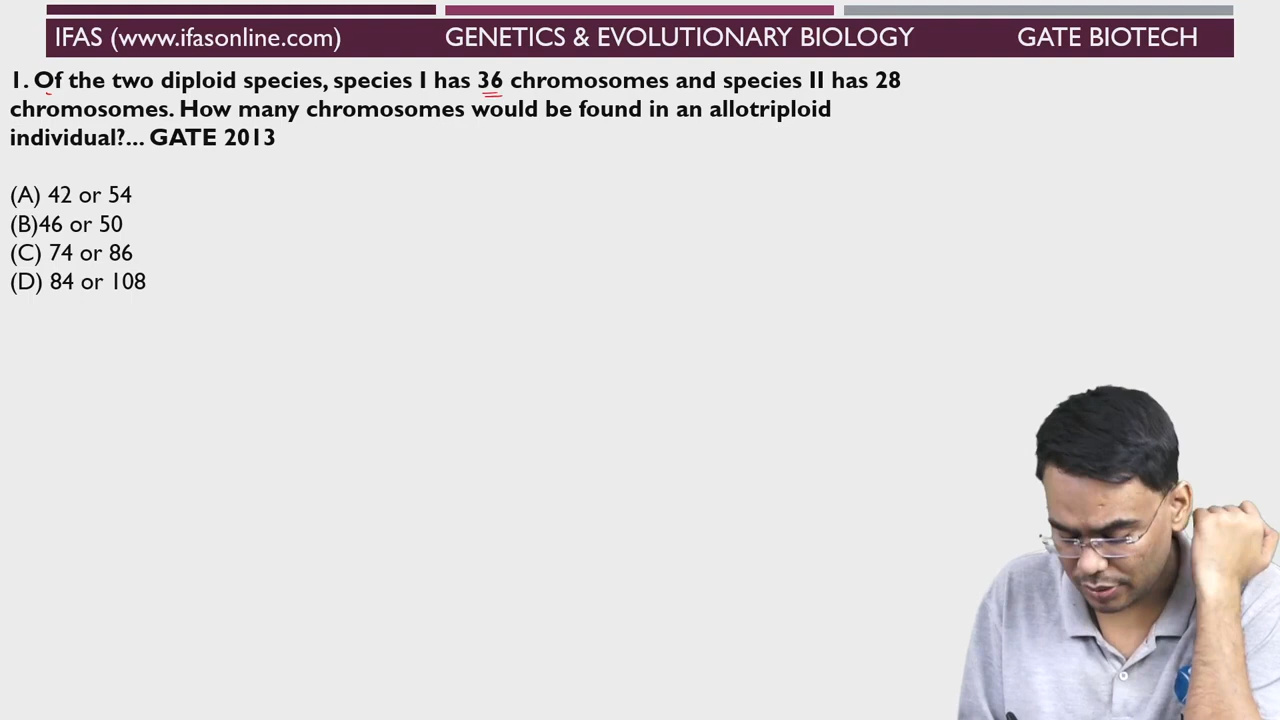 IFAS (www.ifasonline.com) GENETICS & EVOLUTIONARY BIOLOGY GATE BIOTECH
1. Of the two diploid species, species I has 36 chromosomes and species II has 28
chromosomes. How many chromosomes would be found in an allotriploid
individual?... GATE 2013
(A) 42 or 54
(B)46 or 50
(C) 74 or 86
(D) 84 or 108